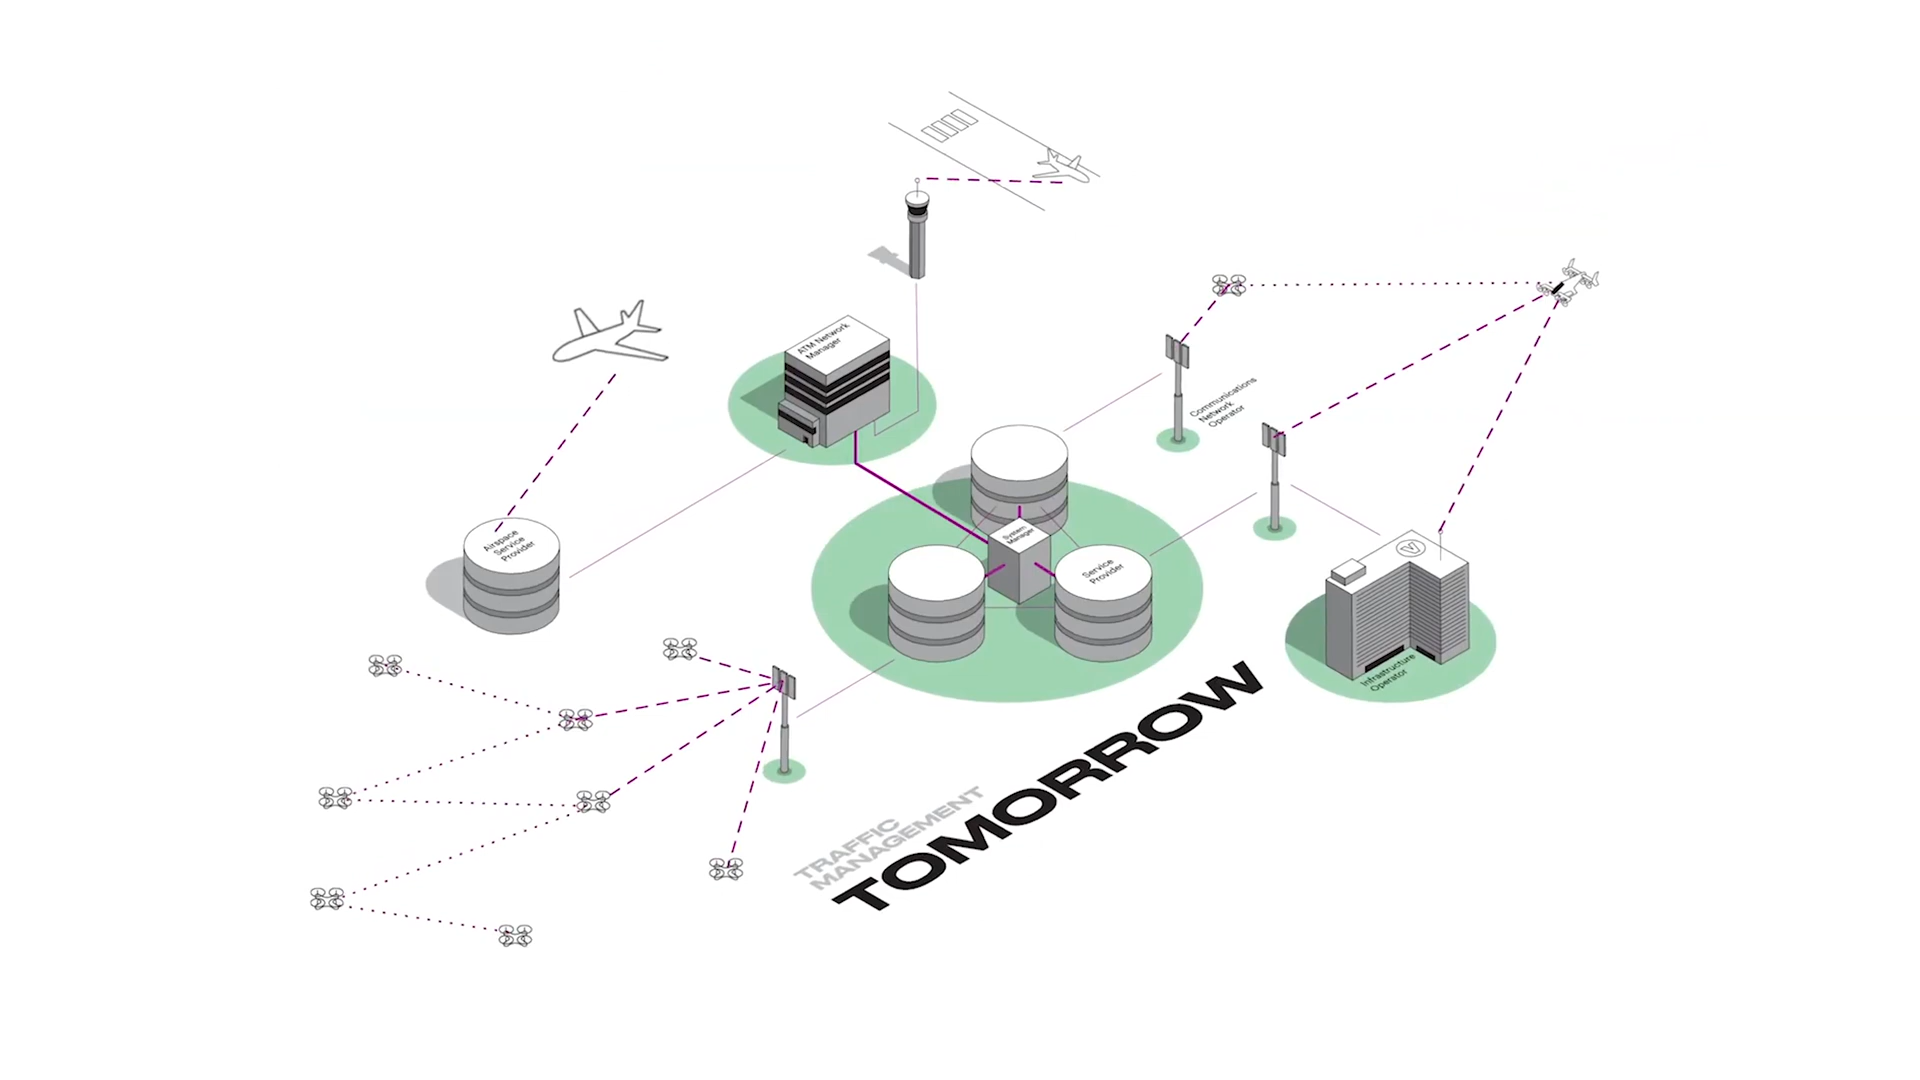 ATM Network
Manager
Communications
Network
Operator
Airspace
Service
Provider
System
Manager
Service
Provider
V
Infrastructure
Operator
TRAFFIC
MANAGEMENT
TOMORROW